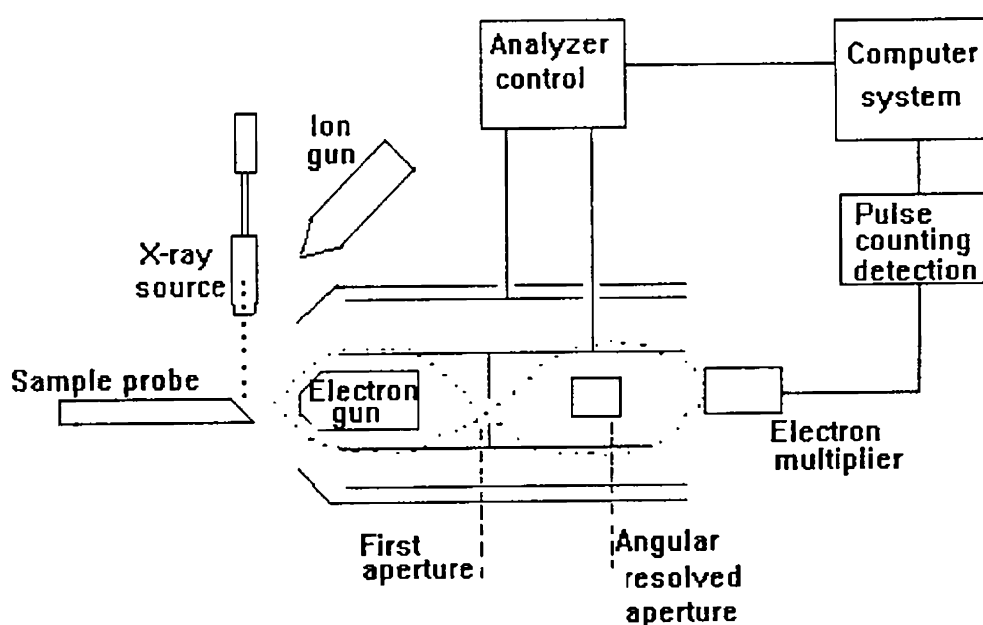 Analyzer
control
Computer
system
Ion
gun
Pulse
counting
detection
X-ray
source
Sample probe
Electron
gun
Electron
multiplier
First
aperture
Angular
resolved
aperture